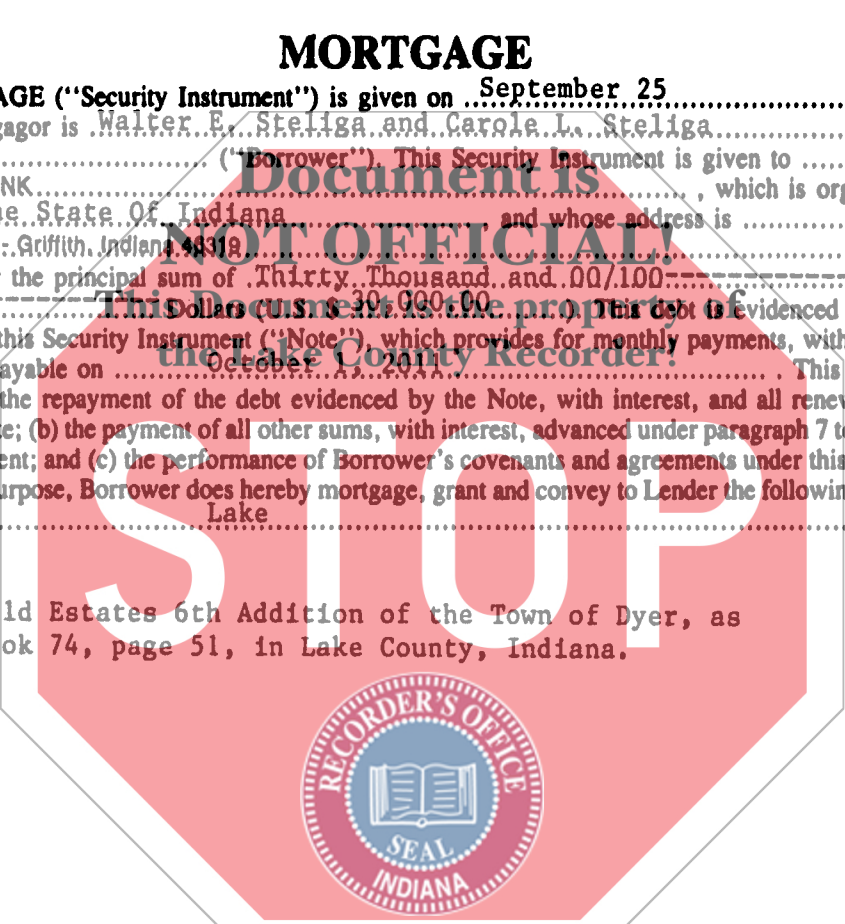 MORTGAGE
AGE ("Security Instrument") is given on September 25
gagor is Walter E. Steliga and Carole L. Steliga
("Borrower"). This Security Instrument is given to
NK, which is org
he State Of Indiana and whose address is
- Griffith, Indiana 46319
the principal sum of Thirty Thousand and 00/100
Dollars (U.S. $ 30,000.00). This debt is evidenced
this Security Instrument ("Note"), which provides for monthly payments, with
ayable on October 1, 2011. This
the repayment of the debt evidenced by the Note, with interest, and all renew
e; (b) the payment of all other sums, with interest, advanced under paragraph 7 to
ent; and (c) the performance of Borrower's covenants and agreements under this
urpose, Borrower does hereby mortgage, grant and convey to Lender the followin
Lake
ld Estates 6th Addition of the Town of Dyer, as
ok 74, page 51, in Lake County, Indiana.
Document is
NOT OFFICIAL!
This Document is the property of
the Lake County Recorder!
STOP
RECORDER'S OFFICE
SEAL
INDIANA